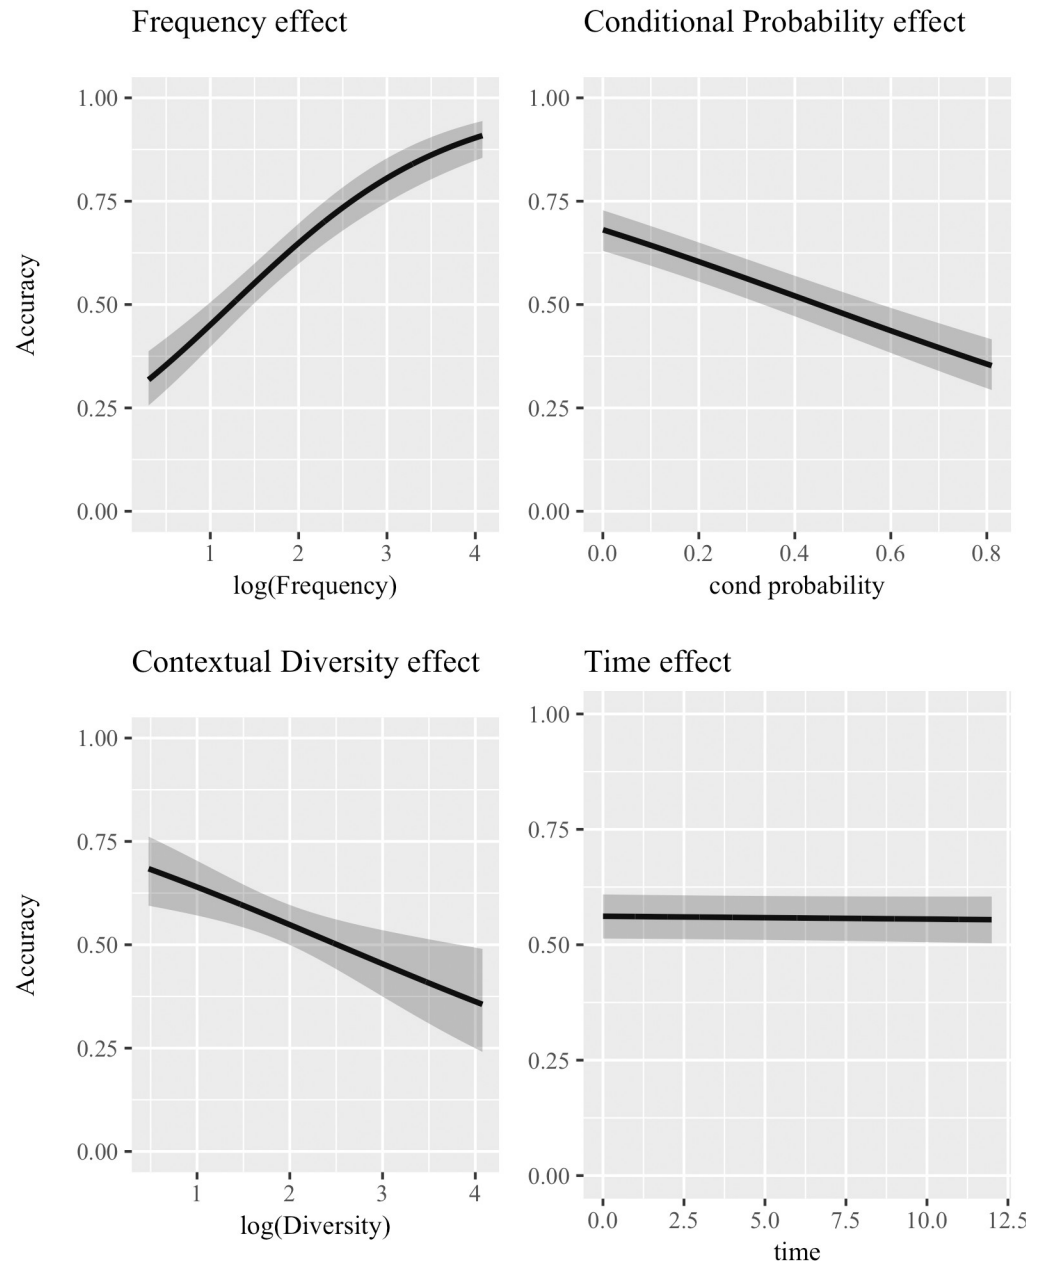 Frequency effect
Conditional Probability effect
Accuracy
1.00
0.75
0.50
0.25
0.00
1 2 3 4
log(Frequency)
1.00
0.75
0.50
0.25
0.00
0.0 0.2 0.4 0.6 0.8
cond probability
Contextual Diversity effect
Time effect
Accuracy
1.00
0.75
0.50
0.25
0.00
1 2 3 4
log(Diversity)
1.00
0.75
0.50
0.25
0.00
0.0 2.5 5.0 7.5 10.0 12.5
time